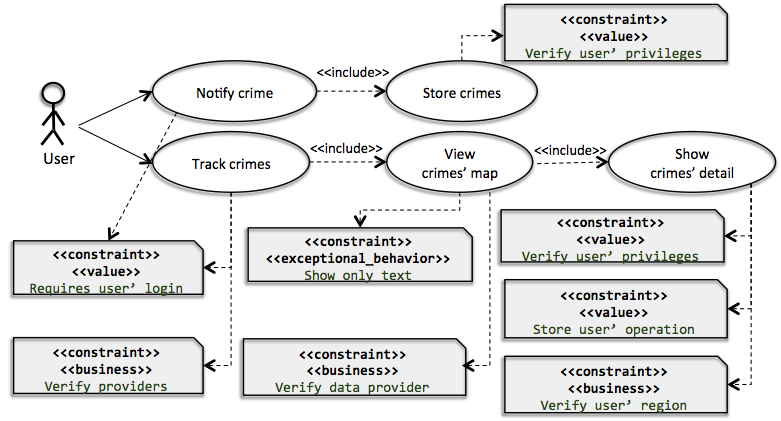 <<constraint>>
<<value>>
Verify user’ privileges
<<include>>
Notify crime
Store crimes
User
<<include>>
<<include>>
Track crimes
View
crimes’ map
Show
crimes’ detail
<<constraint>>
<<value>>
Requires user’ login
<<constraint>>
<<exceptional_behavior>>
Show only text
<<constraint>>
<<value>>
Verify user’ privileges
<<constraint>>
<<value>>
Store user’ operation
<<constraint>>
<<business>>
Verify providers
<<constraint>>
<<business>>
Verify data provider
<<constraint>>
<<business>>
Verify user’ region